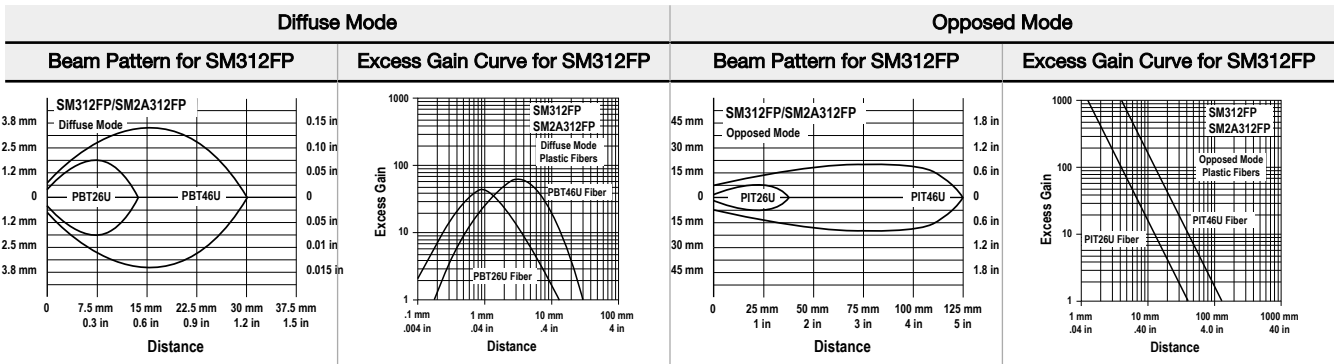 Diffuse Mode
Opposed Mode
Beam Pattern for SM312FP
Excess Gain Curve for SM312FP
Beam Pattern for SM312FP
Excess Gain Curve for SM312FP
SM312FP/SM2A312FP
Diffuse Mode
3.8 mm
2.5 mm
1.2 mm
0
1.2 mm
2.5 mm
3.8 mm
0.15 in
0.10 in
0.05 in
0
0.05 in
0.01 in
0.015 in
PBT26U
PBT46U
0
7.5 mm
15 mm
22.5 mm
30 mm
37.5 mm
0.3 in
0.6 in
0.9 in
1.2 in
1.5 in
Distance
1000
100
10
1
Excess Gain
SM312FP
SM2A312FP
Diffuse Mode
Plastic Fibers
PBT46U Fiber
PBT26U Fiber
.1 mm
1 mm
10 mm
100 mm
.004 in
.04 in
.4 in
4 in
Distance
SM312FP/SM2A312FP
Opposed Mode
45 mm
30 mm
15 mm
0
15 mm
30 mm
45 mm
1.8 in
1.2 in
0.6 in
0
0.6 in
1.2 in
1.8 in
PIT26U
PIT46U
0
25 mm
50 mm
75 mm
100 mm
125 mm
1 in
2 in
3 in
4 in
5 in
Distance
1000
100
10
1
Excess Gain
SM312FP
SM2A312FP
Opposed Mode
Plastic Fibers
PIT46U Fiber
PIT26U Fiber
1 mm
10 mm
100 mm
1000 mm
.04 in
.40 in
4.0 in
40 in
Distance